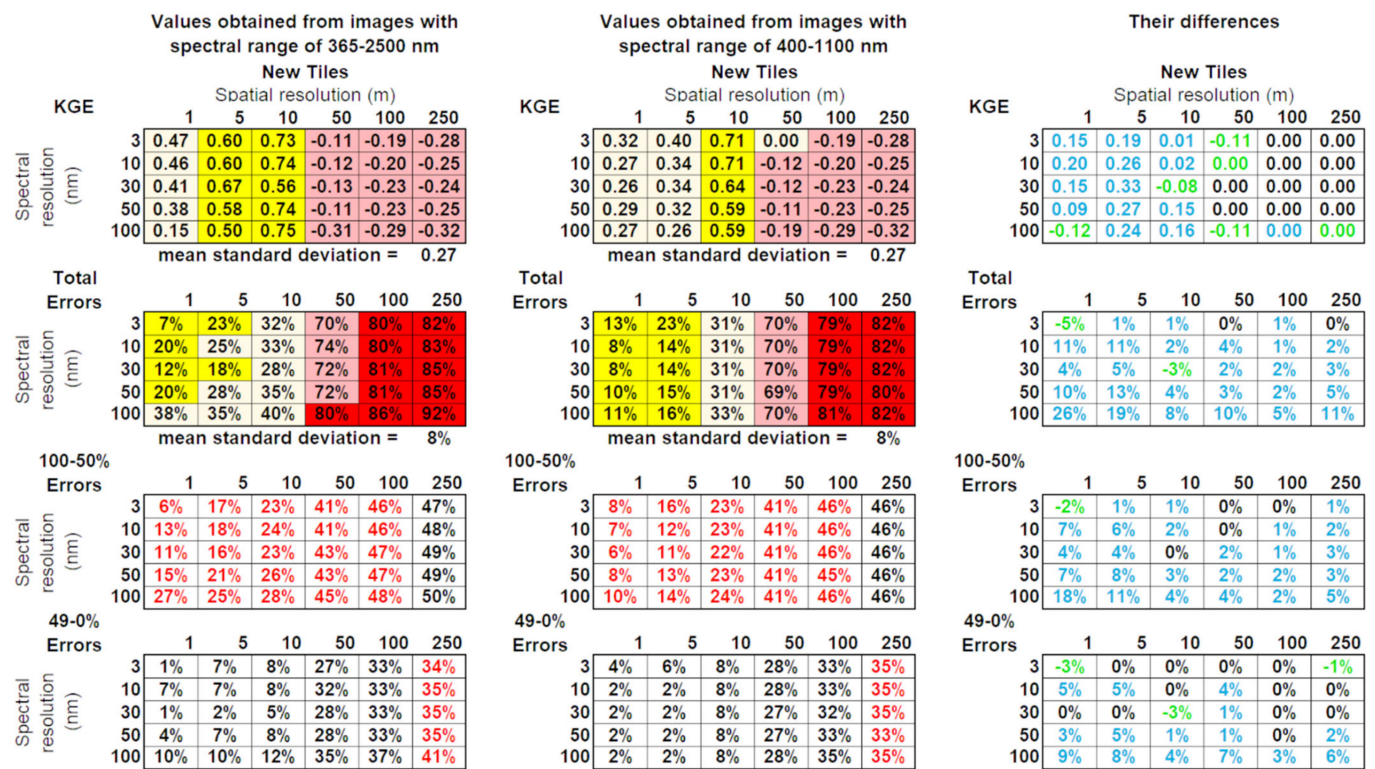 Values obtained from images with spectral range of 365-2500 nm
New Tiles
Spatial resolution (m)
KGE
1 5 10 50 100 250
Spectral resolution (nm)
3 0.47 0.60 0.73 -0.11 -0.19 -0.28
10 0.46 0.60 0.74 -0.12 -0.20 -0.25
30 0.41 0.67 0.56 -0.13 -0.23 -0.24
50 0.38 0.58 0.74 -0.11 -0.23 -0.25
100 0.15 0.50 0.75 -0.31 -0.29 -0.32
mean standard deviation = 0.27
Total Errors
1 5 10 50 100 250
Spectral resolution (nm)
3 7% 23% 32% 70% 80% 82%
10 20% 25% 33% 74% 80% 83%
30 12% 18% 28% 72% 81% 85%
50 20% 28% 35% 72% 81% 85%
100 38% 35% 40% 80% 86% 92%
mean standard deviation = 8%
100-50% Errors
1 5 10 50 100 250
Spectral resolution (nm)
3 6% 17% 23% 41% 46% 47%
10 13% 18% 24% 41% 46% 48%
30 11% 16% 23% 43% 47% 49%
50 15% 21% 26% 43% 47% 49%
100 27% 25% 28% 45% 48% 50%
49-0% Errors
1 5 10 50 100 250
Spectral resolution (nm)
3 1% 7% 8% 27% 33% 34%
10 7% 7% 8% 32% 33% 35%
30 1% 2% 5% 28% 33% 35%
50 4% 7% 8% 28% 33% 35%
100 10% 10% 12% 35% 37% 41%
Values obtained from images with spectral range of 400-1100 nm
New Tiles
Spatial resolution (m)
KGE
1 5 10 50 100 250
3 0.32 0.40 0.71 0.00 -0.19 -0.28
10 0.27 0.34 0.71 -0.12 -0.20 -0.25
30 0.26 0.34 0.64 -0.12 -0.23 -0.24
50 0.29 0.32 0.59 -0.11 -0.23 -0.25
100 0.27 0.26 0.59 -0.19 -0.29 -0.32
mean standard deviation = 0.27
Total Errors
1 5 10 50 100 250
3 13% 23% 31% 70% 79% 82%
10 8% 14% 31% 70% 79% 82%
30 8% 14% 31% 70% 79% 82%
50 10% 15% 31% 69% 79% 80%
100 11% 16% 33% 70% 81% 82%
mean standard deviation = 8%
100-50% Errors
1 5 10 50 100 250
3 8% 16% 23% 41% 46% 46%
10 7% 12% 23% 41% 46% 46%
30 6% 11% 22% 41% 46% 46%
50 8% 13% 23% 41% 45% 46%
100 10% 14% 24% 41% 46% 46%
49-0% Errors
1 5 10 50 100 250
3 4% 6% 8% 28% 33% 35%
10 2% 2% 8% 28% 33% 35%
30 2% 2% 8% 27% 32% 35%
50 2% 2% 8% 27% 33% 33%
100 2% 2% 8% 28% 35% 35%
Their differences
New Tiles
Spatial resolution (m)
KGE
1 5 10 50 100 250
Spectral resolution (nm)
3 0.15 0.19 0.01 -0.11 0.00 0.00
10 0.20 0.26 0.02 0.00 0.00 0.00
30 0.15 0.33 -0.08 0.00 0.00 0.00
50 0.09 0.27 0.15 0.00 0.00 0.00
100 -0.12 0.24 0.16 -0.11 0.00 0.00
Total Errors
1 5 10 50 100 250
Spectral resolution (nm)
3 -5% 1% 1% 0% 1% 0%
10 11% 11% 2% 4% 1% 2%
30 4% 5% -3% 2% 2% 3%
50 10% 13% 4% 3% 2% 5%
100 26% 19% 8% 10% 5% 11%
100-50% Errors
1 5 10 50 100 250
Spectral resolution (nm)
3 -2% 1% 1% 0% 0% 1%
10 7% 6% 2% 0% 1% 2%
30 4% 4% 0% 2% 1% 3%
50 7% 8% 3% 2% 2% 3%
100 18% 11% 4% 4% 2% 5%
49-0% Errors
1 5 10 50 100 250
Spectral resolution (nm)
3 -3% 0% 0% 0% 0% -1%
10 5% 5% 0% 4% 0% 0%
30 0% 0% -3% 1% 0% 0%
50 3% 5% 1% 1% 0% 2%
100 9% 8% 4% 7% 3% 6%